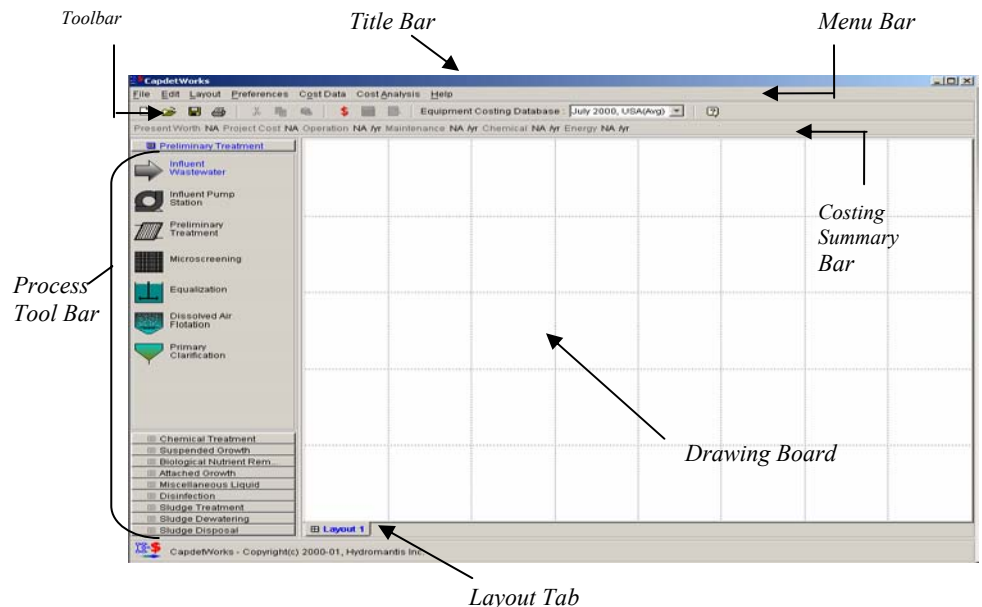 Toolbar
Title Bar
Menu Bar
CapdetWorks
File Edit Layout Preferences Cost Data Cost Analysis Help
Equipment Costing Database : July 2000, USA(Avg)
Present Worth NA Project Cost NA Operation NA /yr Maintenance NA /yr Chemical NA /yr Energy NA /yr
Preliminary Treatment
Influent
Wastewater
Influent Pump
Station
Preliminary
Treatment
Microscreening
Equalization
Dissolved Air
Flotation
Primary
Clarification
Process
Tool Bar
Costing
Summary
Bar
Drawing Board
Chemical Treatment
Suspended Growth
Biological Nutrient Rem...
Attached Growth
Miscellaneous Liquid
Disinfection
Sludge Treatment
Sludge Dewatering
Sludge Disposal
Layout 1
CapdetWorks - Copyright(c) 2000-01, Hydromantis Inc.
Layout Tab